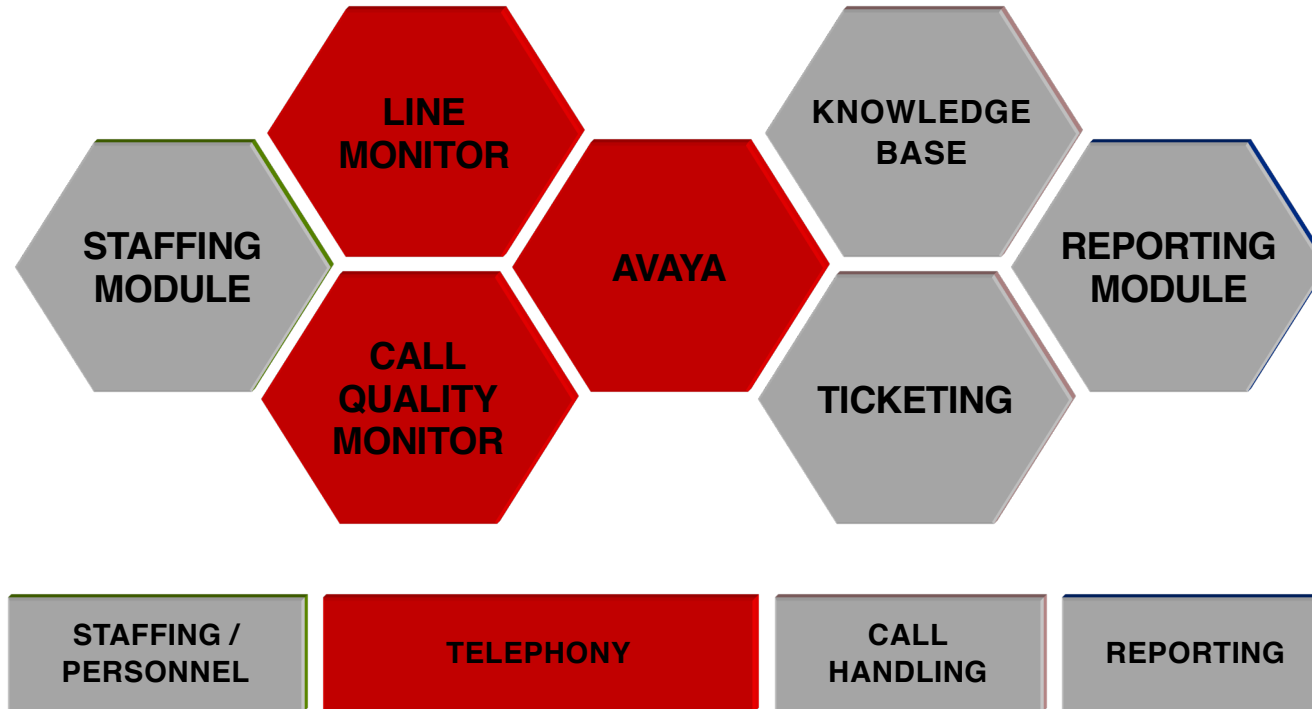 LINE
MONITOR
KNOWLEDGE
BASE
STAFFING
MODULE
AVAYA
REPORTING
MODULE
CALL
QUALITY
MONITOR
TICKETING
STAFFING /
PERSONNEL
TELEPHONY
CALL
HANDLING
REPORTING